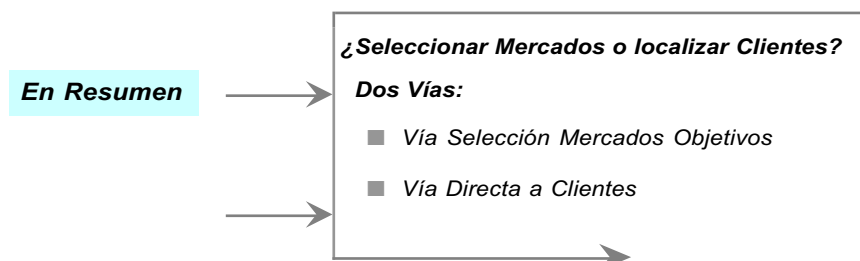 ¿Seleccionar Mercados o localizar Clientes?
En Resumen
Dos Vías:
Vía Selección Mercados Objetivos
Vía Directa a Clientes